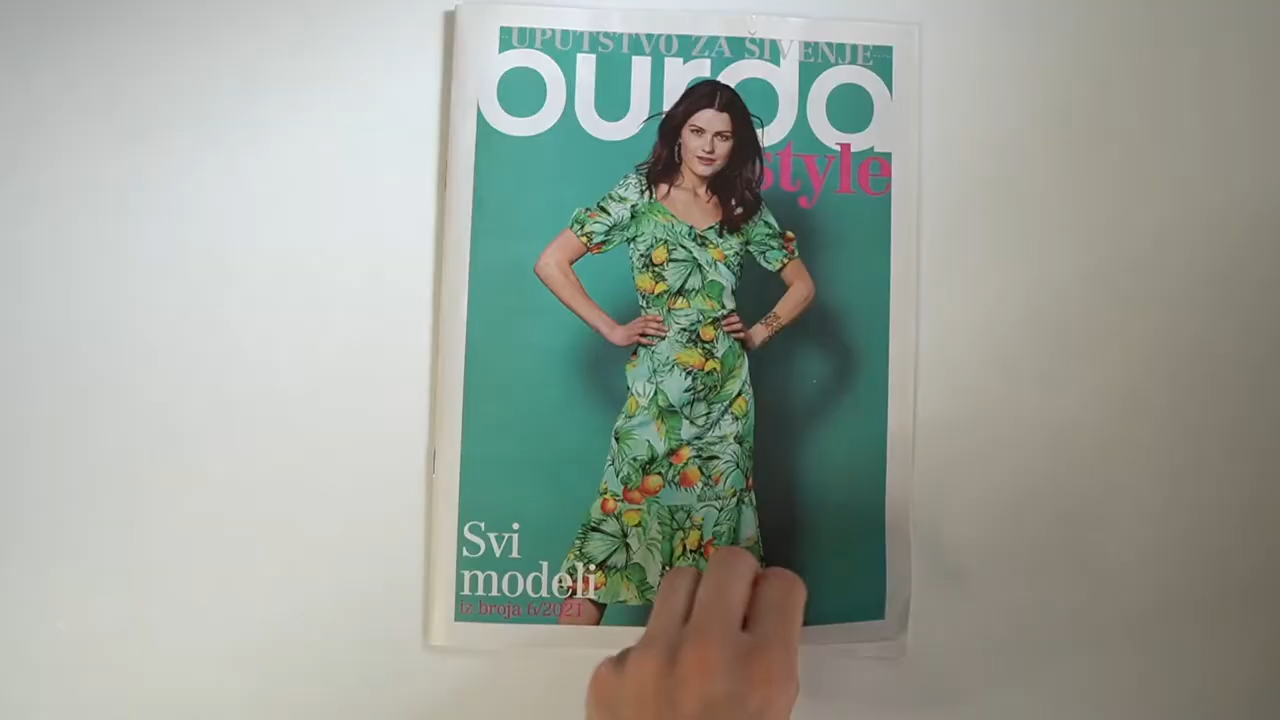 UPUTSTVO ZA ŠIVENJE
burda
style
Svi
modeli
iz broja 6/2021